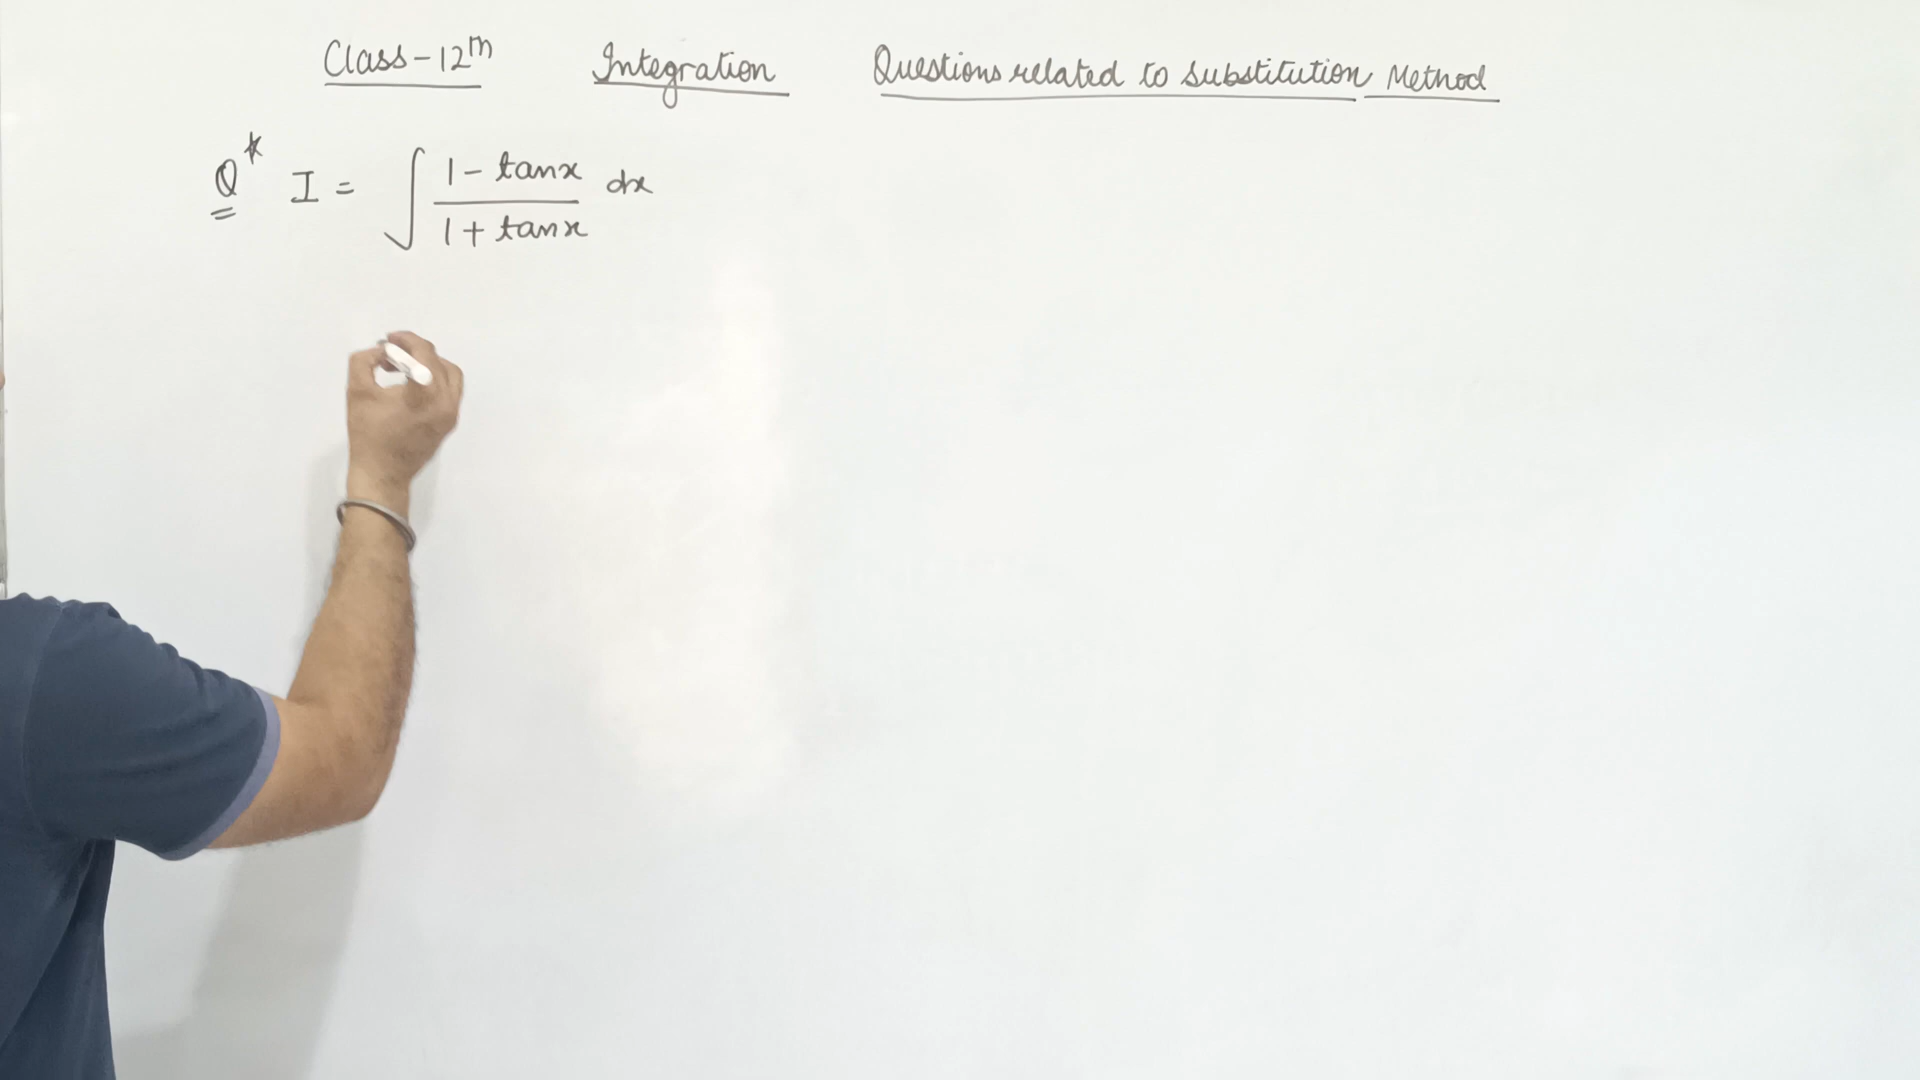 Class-12th Integration Questions related to substitution Method
Q* I = ∫ (1 - tanx)/(1 + tanx) dx